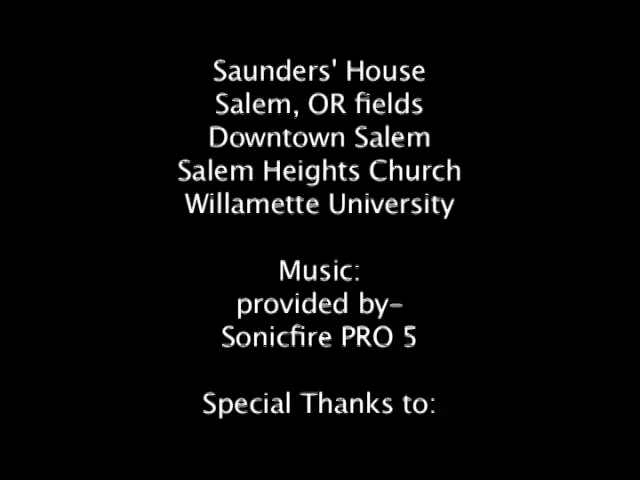 Saunders' House
Salem, OR fields
Downtown Salem
Salem Heights Church
Willamette University
Music:
provided by-
Sonicfire PRO 5
Special Thanks to: